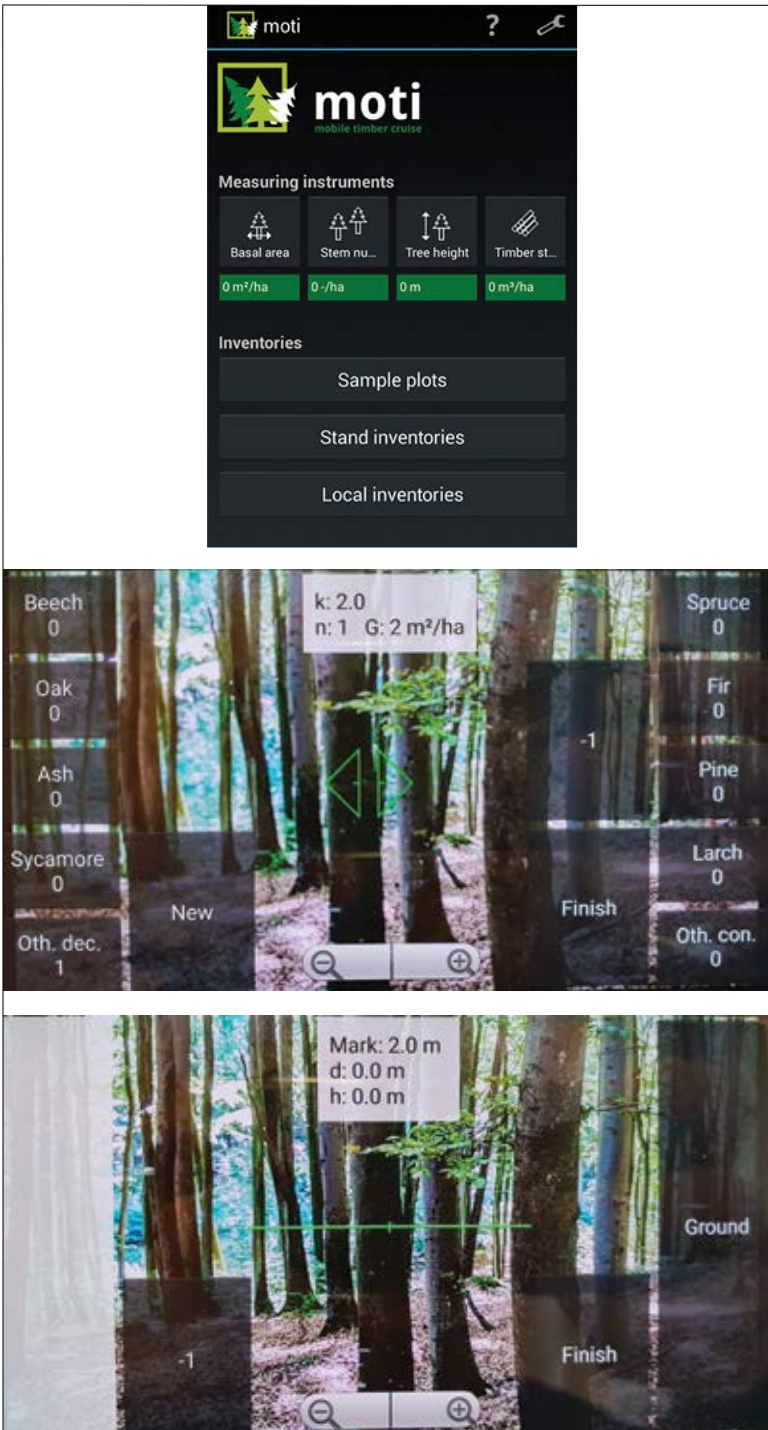 moti
?
moti
mobile timber cruise
Measuring instruments
Basal area
Stem nu...
Tree height
Timber st...
0 m²/ha
0 -/ha
0 m
0 m³/ha
Inventories
Sample plots
Stand inventories
Local inventories
Beech
0
Oak
0
Ash
0
Sycamore
0
Oth. dec.
1
New
k: 2.0
n: 1 G: 2 m²/ha
-1
Finish
Spruce
0
Fir
0
Pine
0
Larch
0
Oth. con.
0
Mark: 2.0 m
d: 0.0 m
h: 0.0 m
-1
Finish
Ground